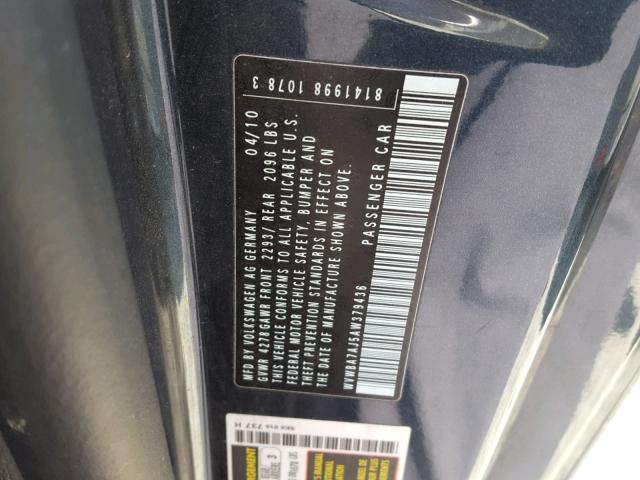 MFD BY VOLKSWAGEN AG GERMANY 04/10
GVWR 4278 GAWR FRONT 2293/ REAR 2096 LBS
THIS VEHICLE CONFORMS TO ALL APPLICABLE U.S.
FEDERAL MOTOR VEHICLE SAFETY, BUMPER AND
THEFT PREVENTION STANDARDS IN EFFECT ON
THE DATE OF MANUFACTURE SHOWN ABOVE.
WVWBA7AJ5AW379436 PASSENGER CAR
8141998 1078 3
737 H
3